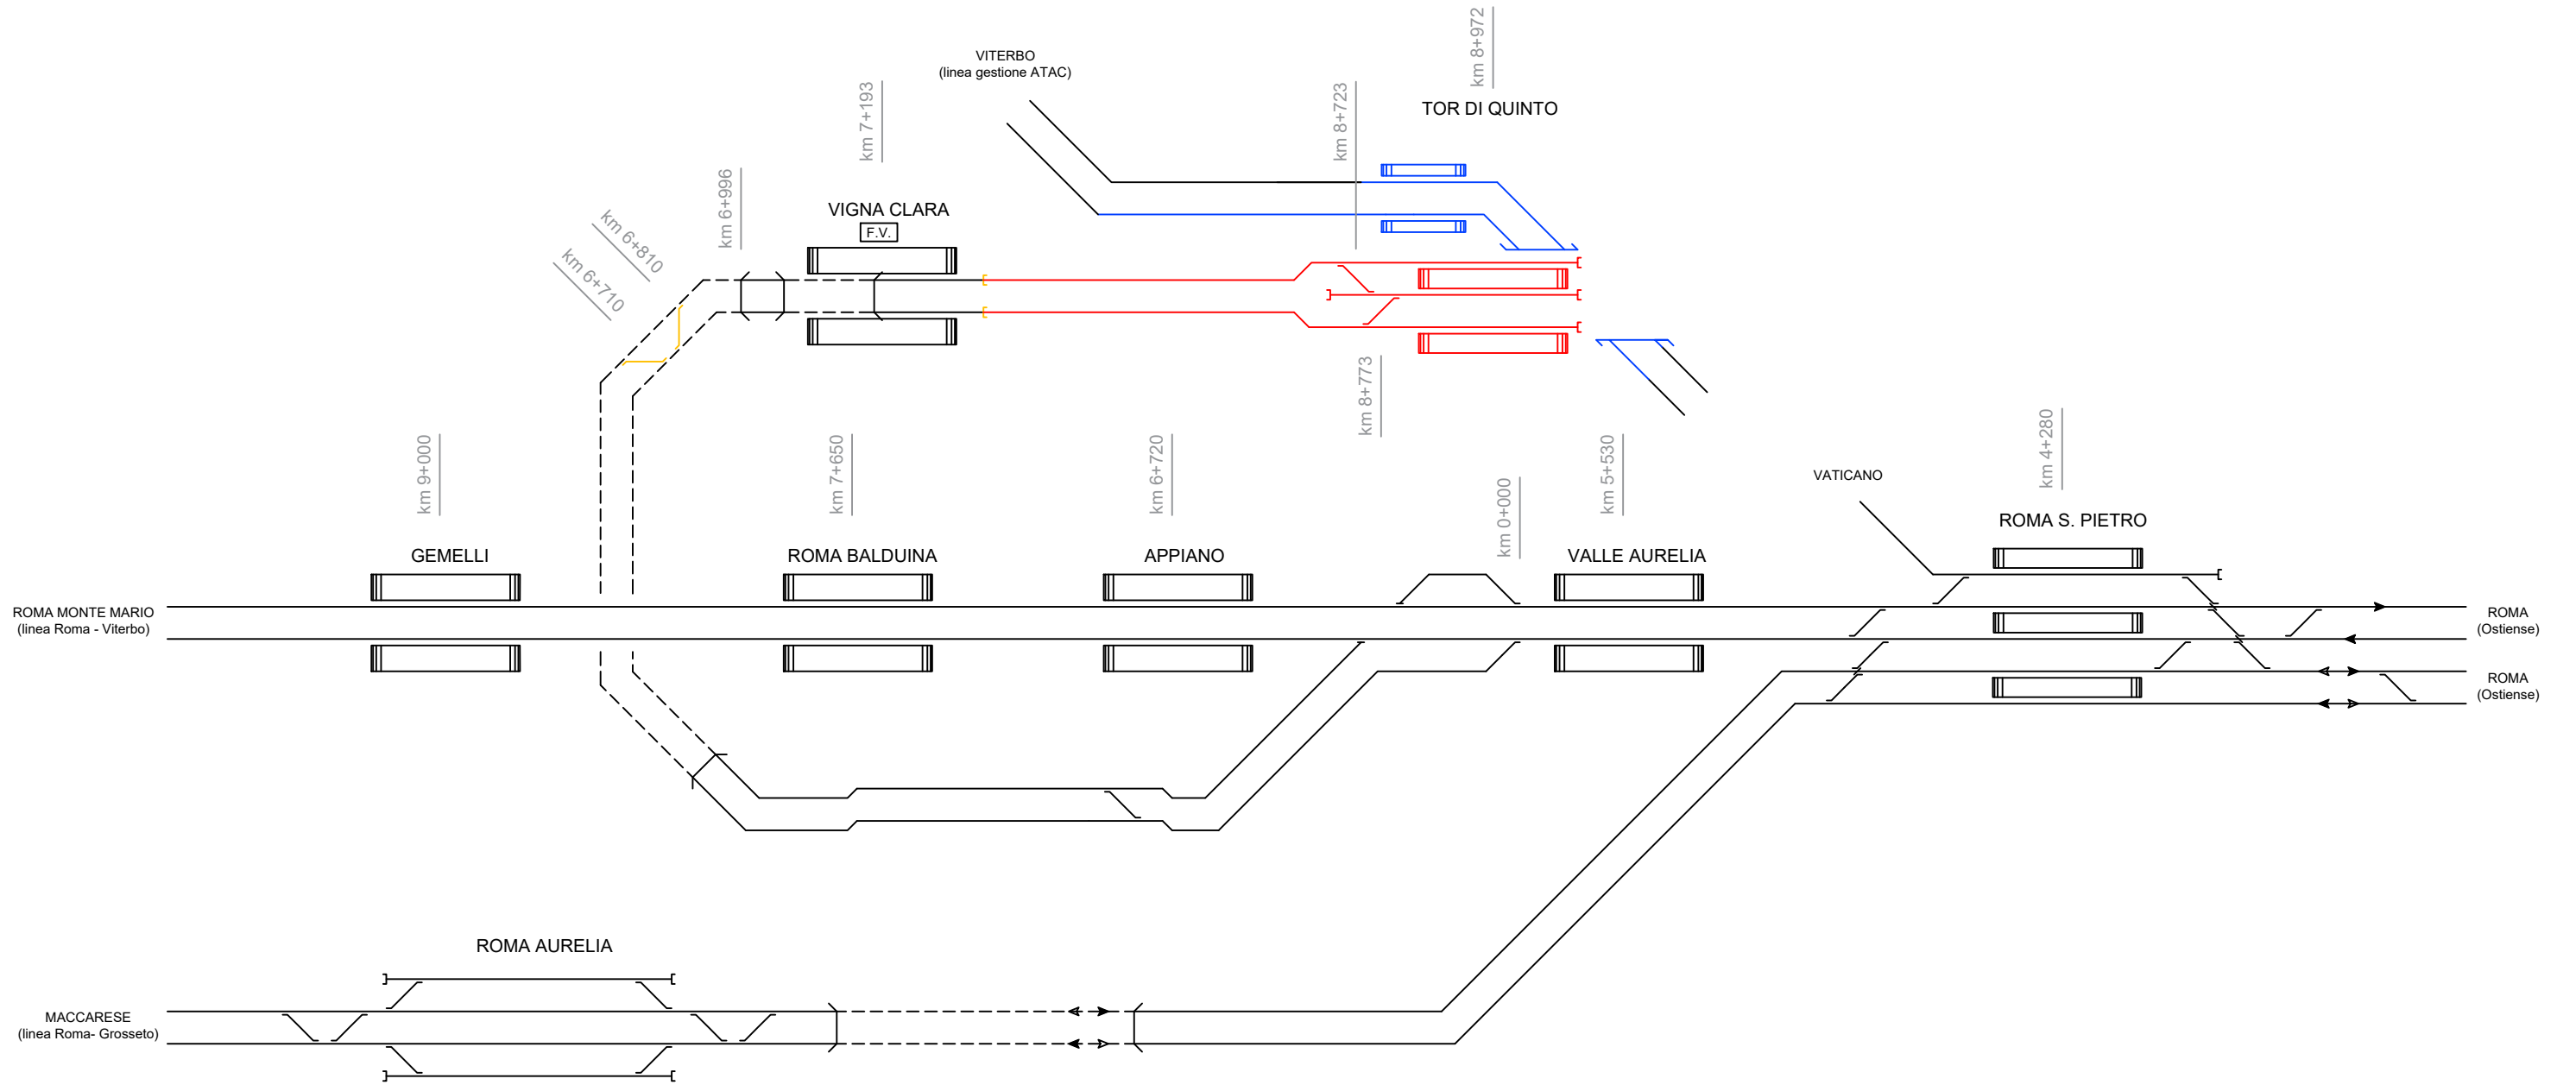 km 8+972
VITERBO
(linea gestione ATAC)
km 7+193
km 8+723
TOR DI QUINTO
km 6+996
VIGNA CLARA
F.V.
km 6+810
km 6+710
km 8+773
km 9+000
km 7+650
km 6+720
km 0+000
km 5+530
VATICANO
km 4+280
ROMA S. PIETRO
GEMELLI
ROMA BALDUINA
APPIANO
VALLE AURELIA
ROMA MONTE MARIO
(linea Roma - Viterbo)
ROMA
(Ostiense)
ROMA
(Ostiense)
ROMA AURELIA
MACCARESE
(linea Roma- Grosseto)